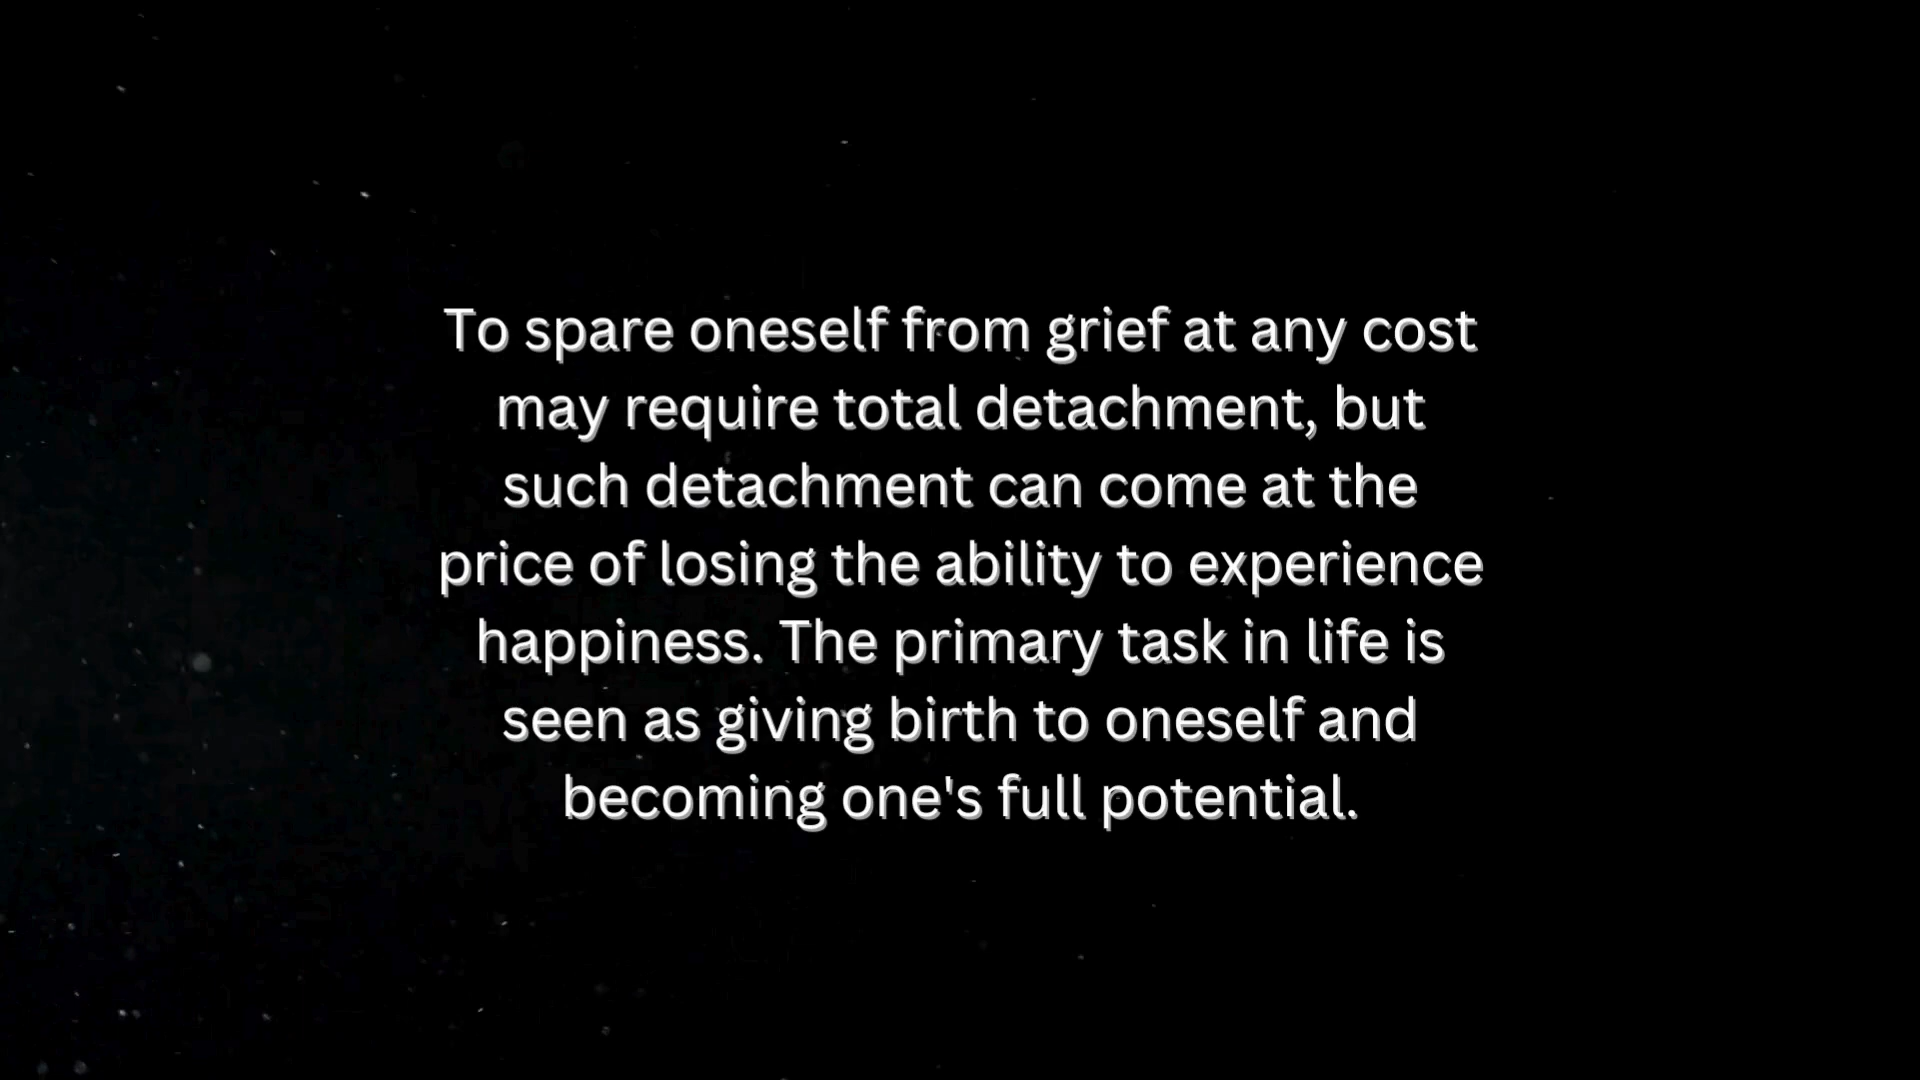 To spare oneself from grief at any cost
may require total detachment, but
such detachment can come at the
price of losing the ability to experience
happiness. The primary task in life is
seen as giving birth to oneself and
becoming one's full potential.